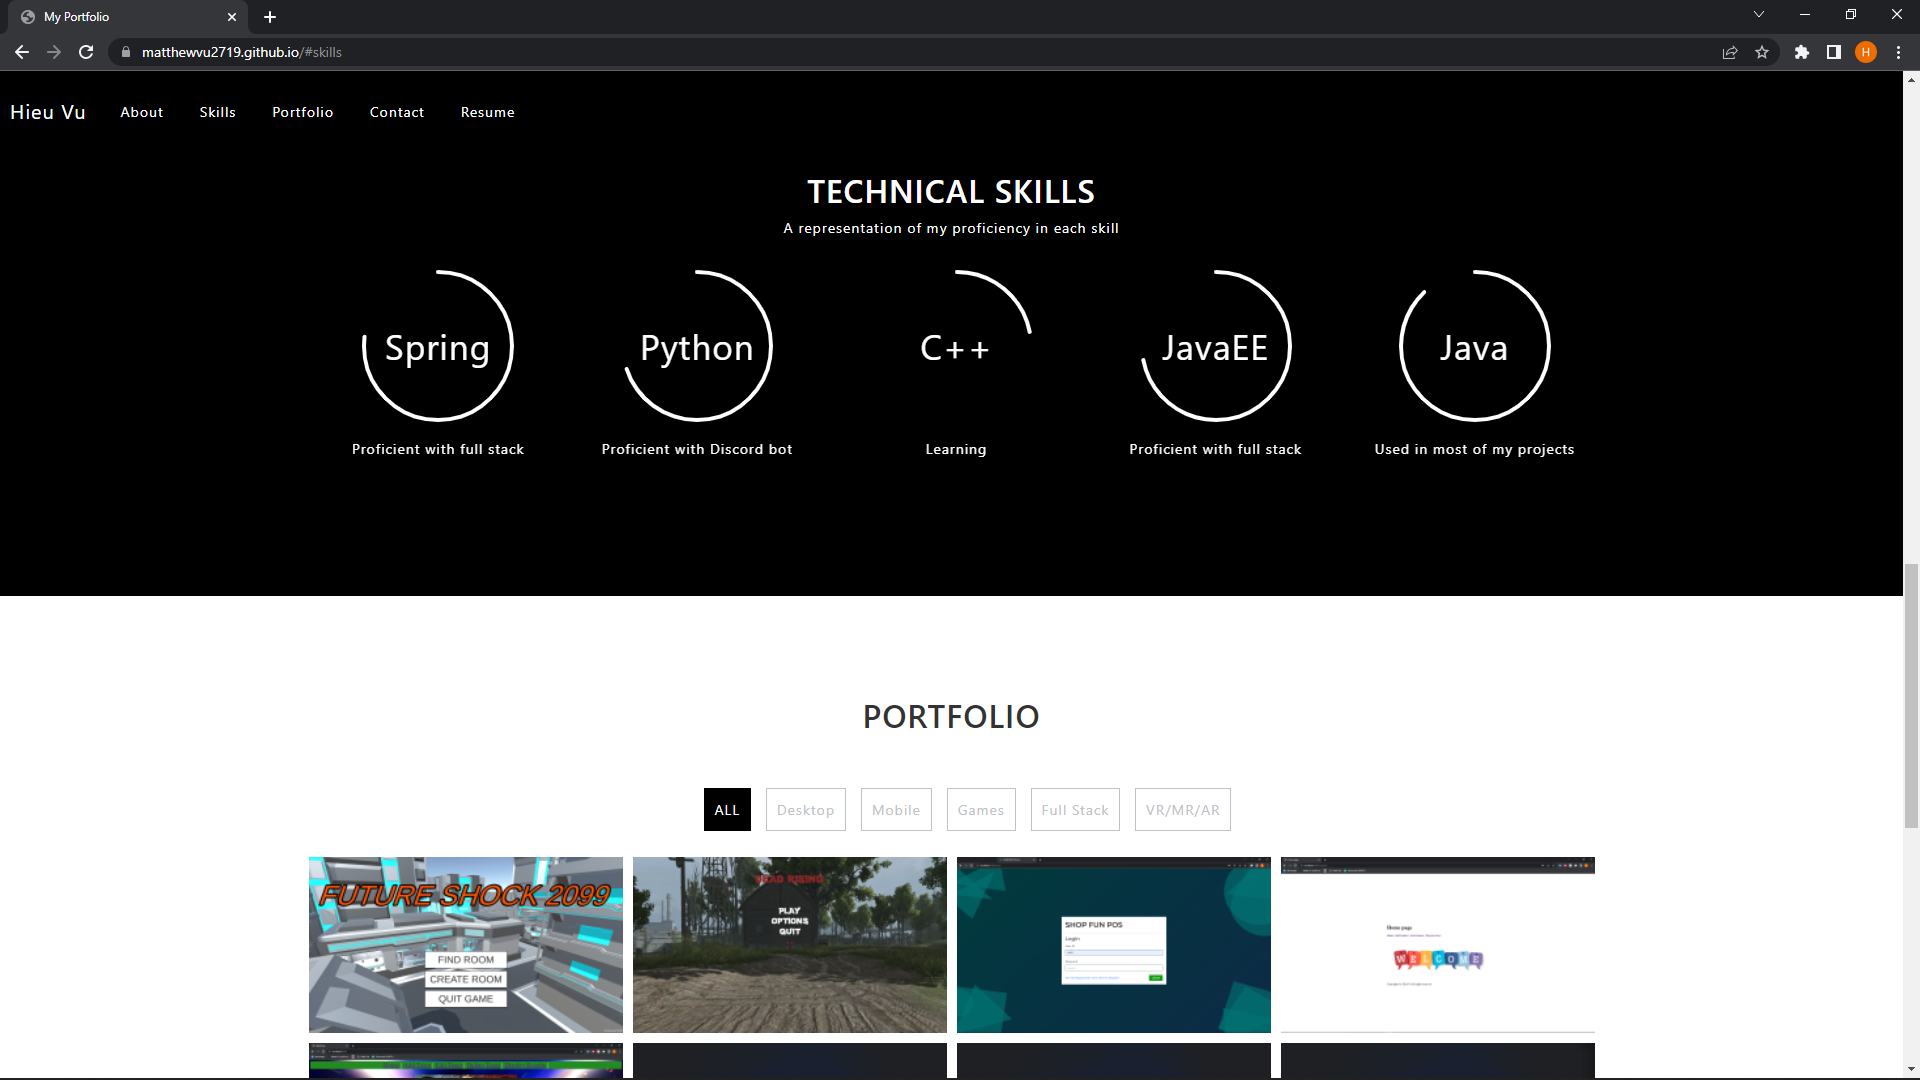 My Portfolio
matthewvu2719.github.io/#skills
H
Hieu Vu About Skills Portfolio Contact Resume
TECHNICAL SKILLS
A representation of my proficiency in each skill
Spring Python C++ JavaEE Java
Proficient with full stack Proficient with Discord bot Learning Proficient with full stack Used in most of my projects
PORTFOLIO
ALL Desktop Mobile Games Full Stack VR/MR/AR
FUTURE SHOCK 2099
FIND ROOM
CREATE ROOM
QUIT GAME
DEAD RISING
PLAY
OPTIONS
QUIT
SHOP FUN POS
Login
Home page
WELCOME